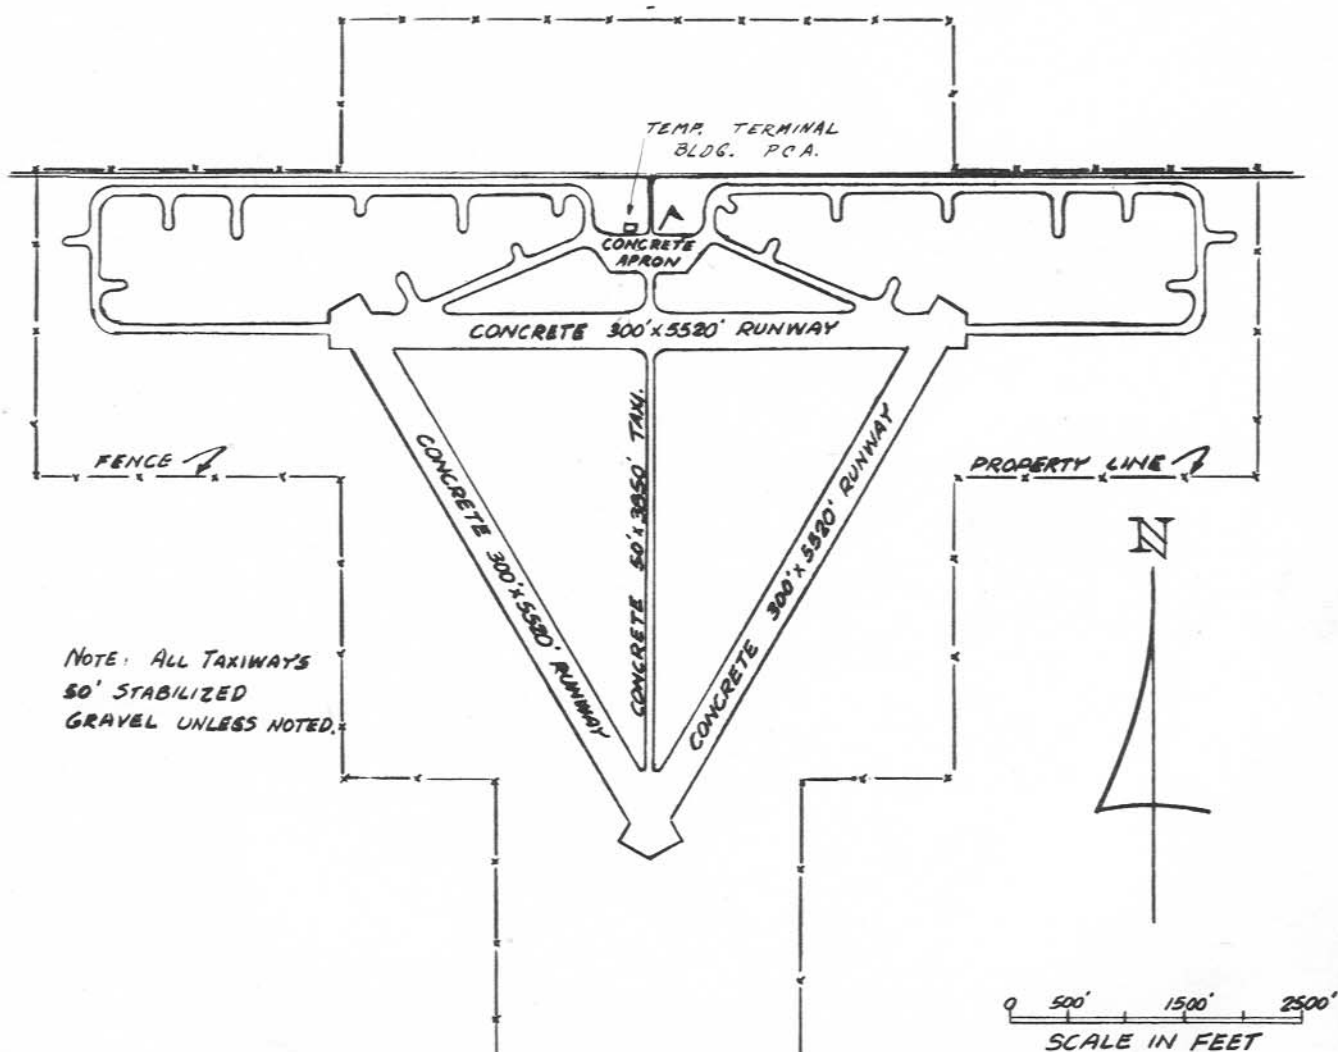 TEMP. TERMINAL
BLDG. PCA.
CONCRETE
APRON
CONCRETE 300'x5520' RUNWAY
FENCE
PROPERTY LINE
CONCRETE 300'x5520' RUNWAY
CONCRETE 50'x3850' TAXI.
CONCRETE 300'x5520' RUNWAY
N
NOTE: ALL TAXIWAYS
50' STABILIZED
GRAVEL UNLESS NOTED.
0 500' 1500' 2500'
SCALE IN FEET